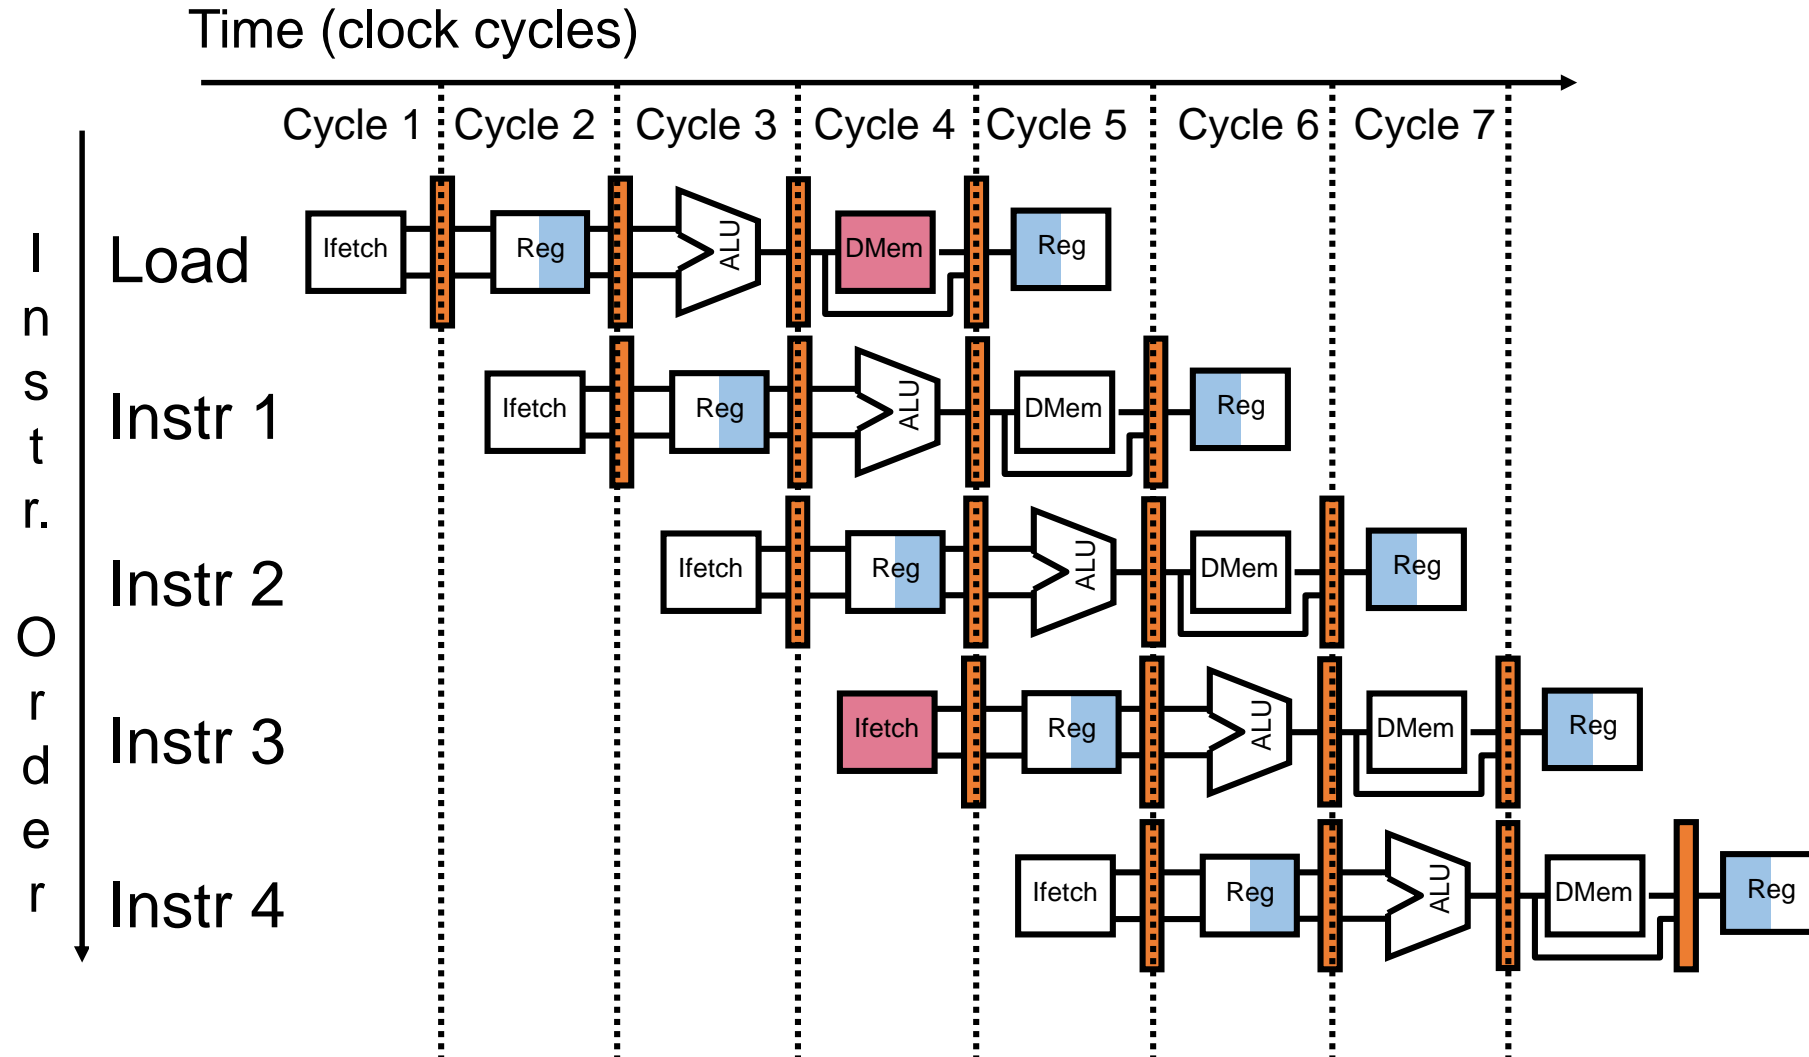 Time (clock cycles)
Cycle 1 Cycle 2 Cycle 3 Cycle 4 Cycle 5 Cycle 6 Cycle 7
Instr. Order
Load Ifetch Reg ALU DMem Reg
Instr 1 Ifetch Reg ALU DMem Reg
Instr 2 Ifetch Reg ALU DMem Reg
Instr 3 Ifetch Reg ALU DMem Reg
Instr 4 Ifetch Reg ALU DMem Reg